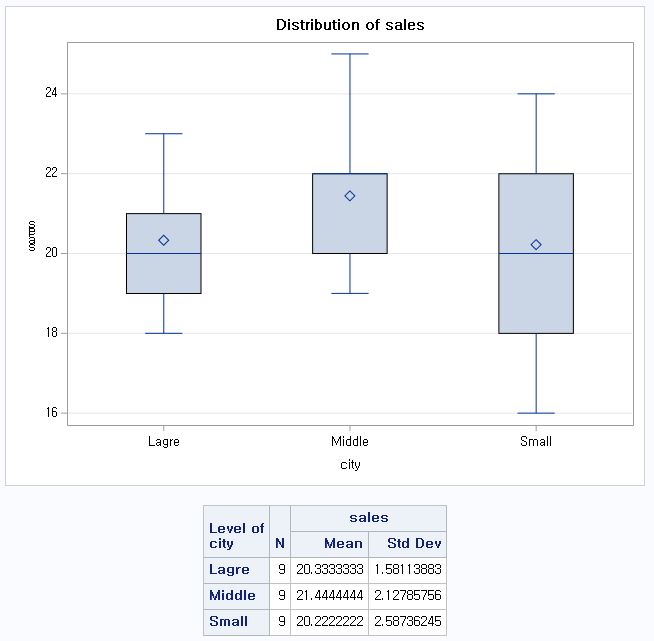 Distribution of sales
24
22
20
18
16
Lagre
Middle
Small
city
Level of city
N
sales
Mean
Std Dev
Lagre 9 20.3333333 1.58113883
Middle 9 21.4444444 2.12785756
Small 9 20.2222222 2.58736245